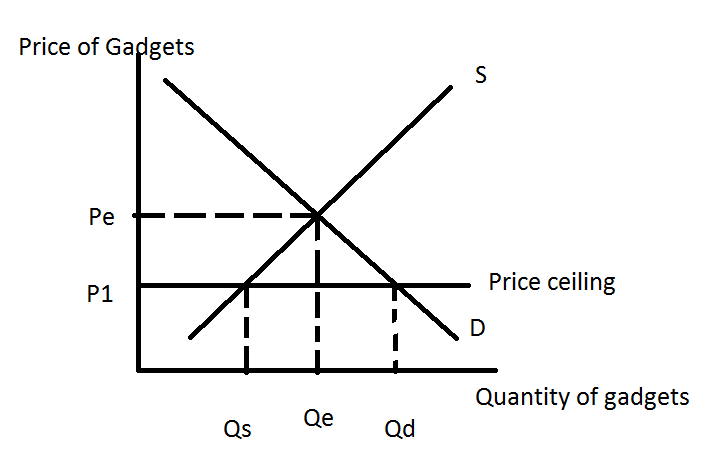 Price of Gadgets
S
Pe
Price ceiling
P1
D
Quantity of gadgets
Qs
Qe
Qd